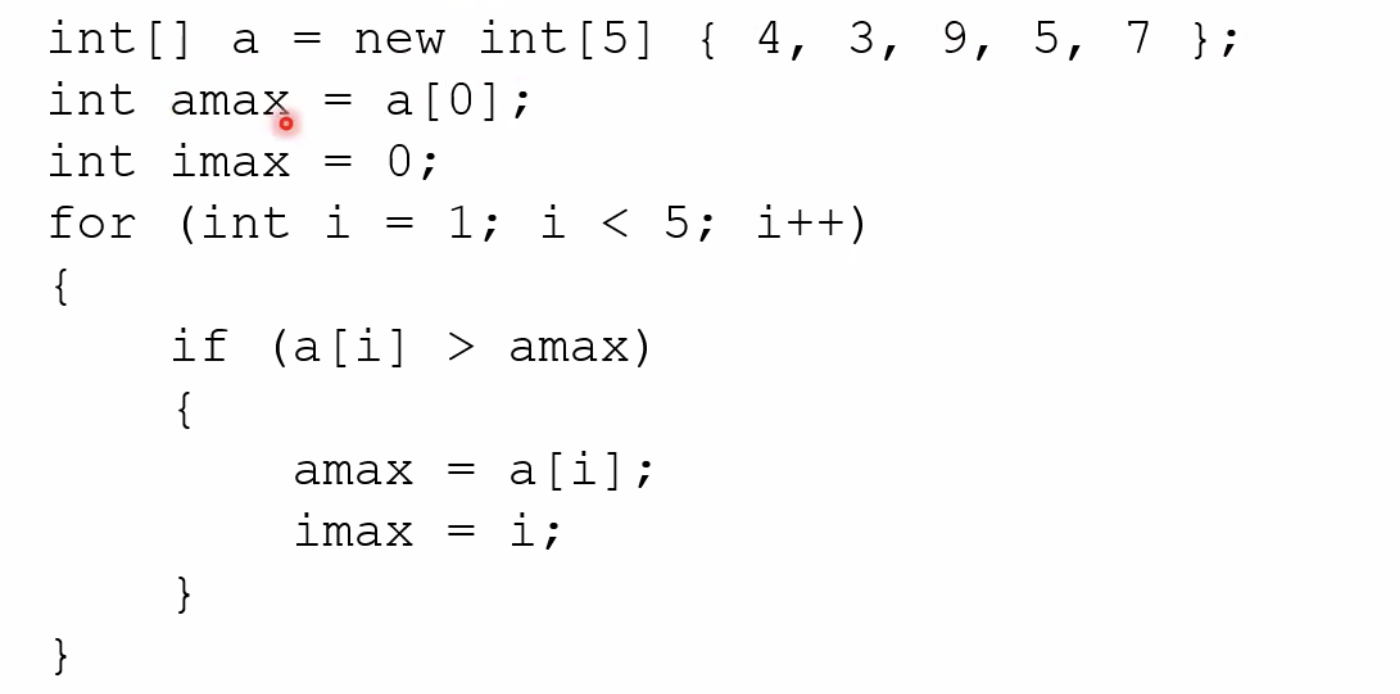 int[] a = new int[5] { 4, 3, 9, 5, 7 };
int amax = a[0];
int imax = 0;
for (int i = 1; i < 5; i++)
{
    if (a[i] > amax)
    {
        amax = a[i];
        imax = i;
    }
}